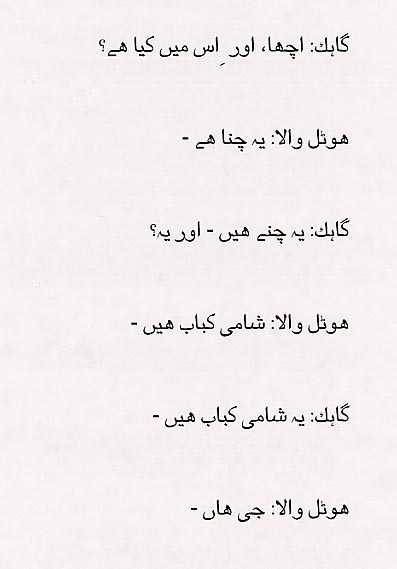 گاہک: اچھا، اور اِس میں کیا ھے؟
ھوٹل والا: یہ چنا ھے -
گاہک: یہ چنے ھیں - اور یہ؟
ھوٹل والا: شامی کباب ھیں -
گاہک: یہ شامی کباب ھیں -
ھوٹل والا: جی ھاں -